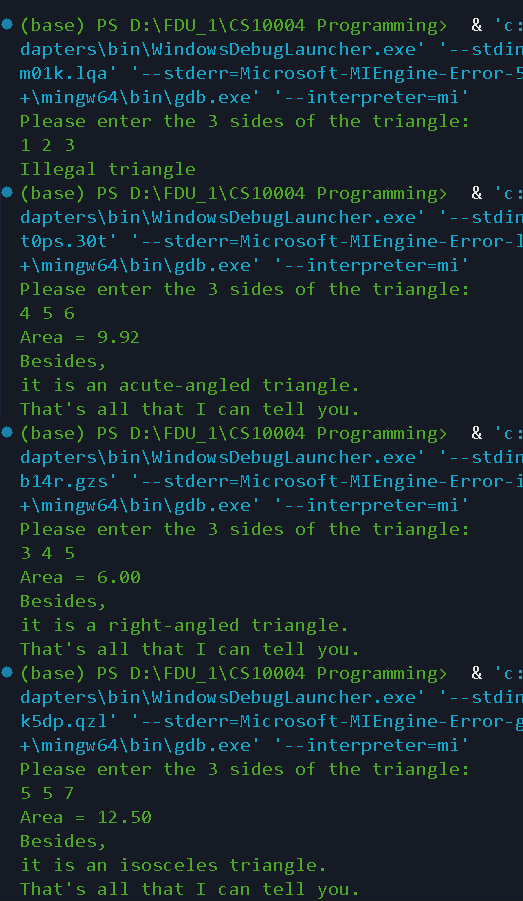 (base) PS D:\FDU_1\CS10004 Programming>  & 'c:
dapters\bin\WindowsDebugLauncher.exe' '--stdin
m01k.lqa' '--stderr=Microsoft-MIEngine-Error-5
+\mingw64\bin\gdb.exe' '--interpreter=mi'
Please enter the 3 sides of the triangle:
1 2 3
Illegal triangle
(base) PS D:\FDU_1\CS10004 Programming>  & 'c:
dapters\bin\WindowsDebugLauncher.exe' '--stdin
t0ps.30t' '--stderr=Microsoft-MIEngine-Error-l
+\mingw64\bin\gdb.exe' '--interpreter=mi'
Please enter the 3 sides of the triangle:
4 5 6
Area = 9.92
Besides,
it is an acute-angled triangle.
That's all that I can tell you.
(base) PS D:\FDU_1\CS10004 Programming>  & 'c:
dapters\bin\WindowsDebugLauncher.exe' '--stdin
b14r.gzs' '--stderr=Microsoft-MIEngine-Error-i
+\mingw64\bin\gdb.exe' '--interpreter=mi'
Please enter the 3 sides of the triangle:
3 4 5
Area = 6.00
Besides,
it is a right-angled triangle.
That's all that I can tell you.
(base) PS D:\FDU_1\CS10004 Programming>  & 'c:
dapters\bin\WindowsDebugLauncher.exe' '--stdin
k5dp.qzl' '--stderr=Microsoft-MIEngine-Error-g
+\mingw64\bin\gdb.exe' '--interpreter=mi'
Please enter the 3 sides of the triangle:
5 5 7
Area = 12.50
Besides,
it is an isosceles triangle.
That's all that I can tell you.